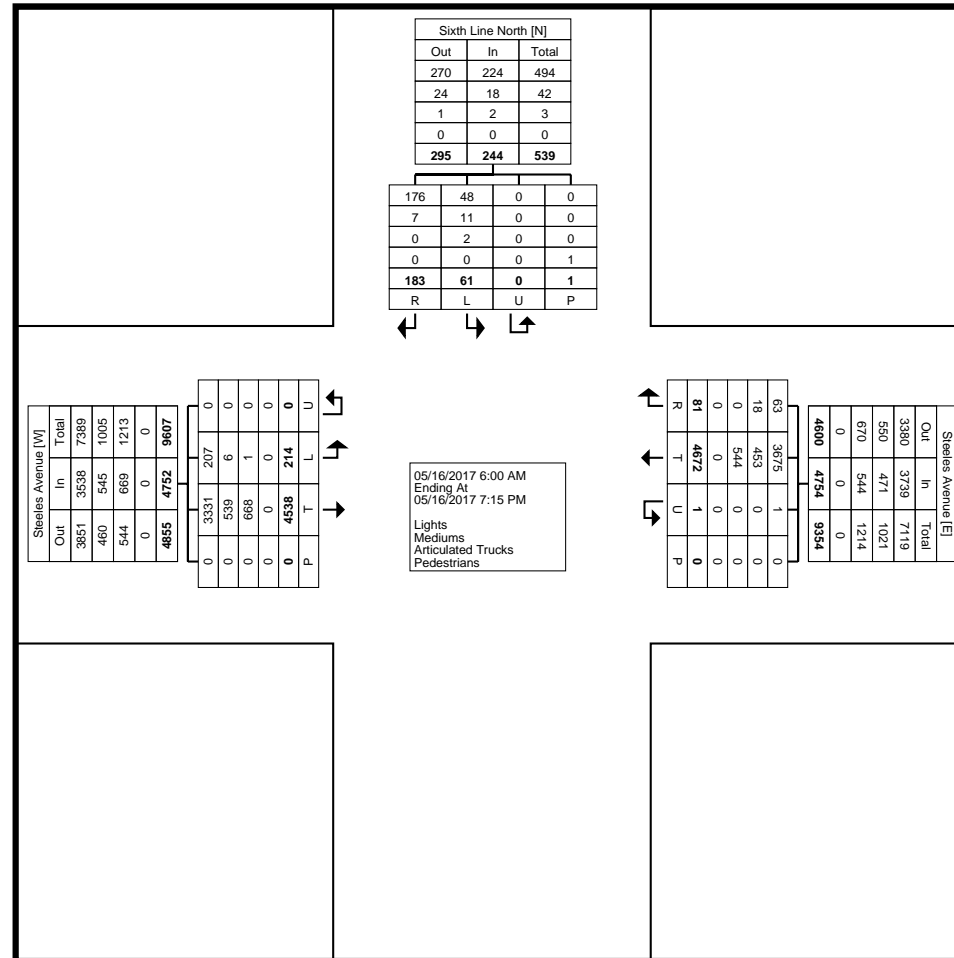 Sixth Line North [N]
Out In Total
270 224 494
24 18 42
1 2 3
0 0 0
295 244 539
176 48 0 0
7 11 0 0
0 2 0 0
0 0 0 1
183 61 0 1
R L U P
Steeles Avenue [W]
Total In Out
7389 3538 3851
1005 545 460
1213 669 544
0 0 0
9607 4752 4855
0 207 3331 0
0 6 539 0
0 1 668 0
0 0 0 0
0 214 4538 0
U L T P
05/16/2017 6:00 AM
Ending At
05/16/2017 7:15 PM
Lights
Mediums
Articulated Trucks
Pedestrians
R T U P
81 4672 1 0
0 0 0 0
0 544 0 0
18 453 0 0
63 3675 1 0
Steeles Avenue [E]
Out In Total
3380 3739 7119
550 471 1021
670 544 1214
0 0 0
4600 4754 9354